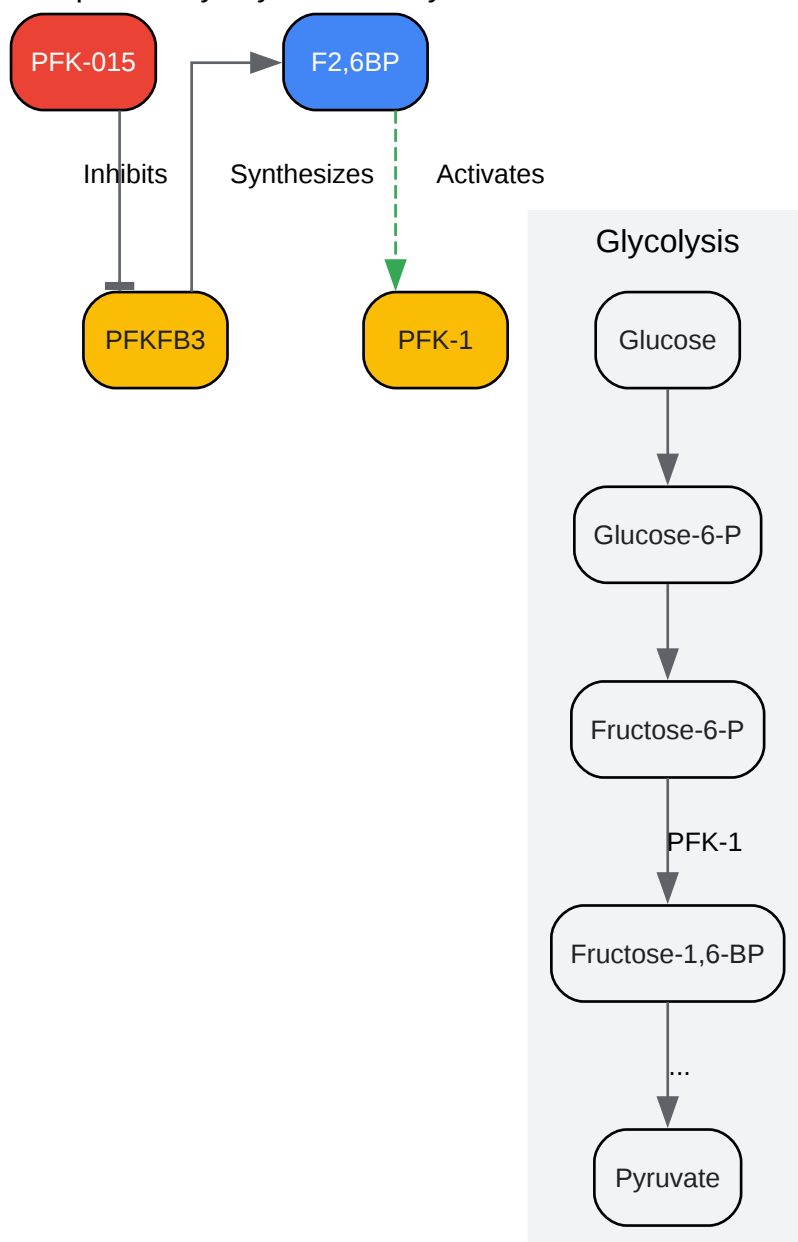 PFK-015
F2,6BP
Inhibits
Synthesizes
Activates
Glycolysis
PFKFB3
PFK-1
Glucose
Glucose-6-P
Fructose-6-P
PFK-1
Fructose-1,6-BP
...
Pyruvate